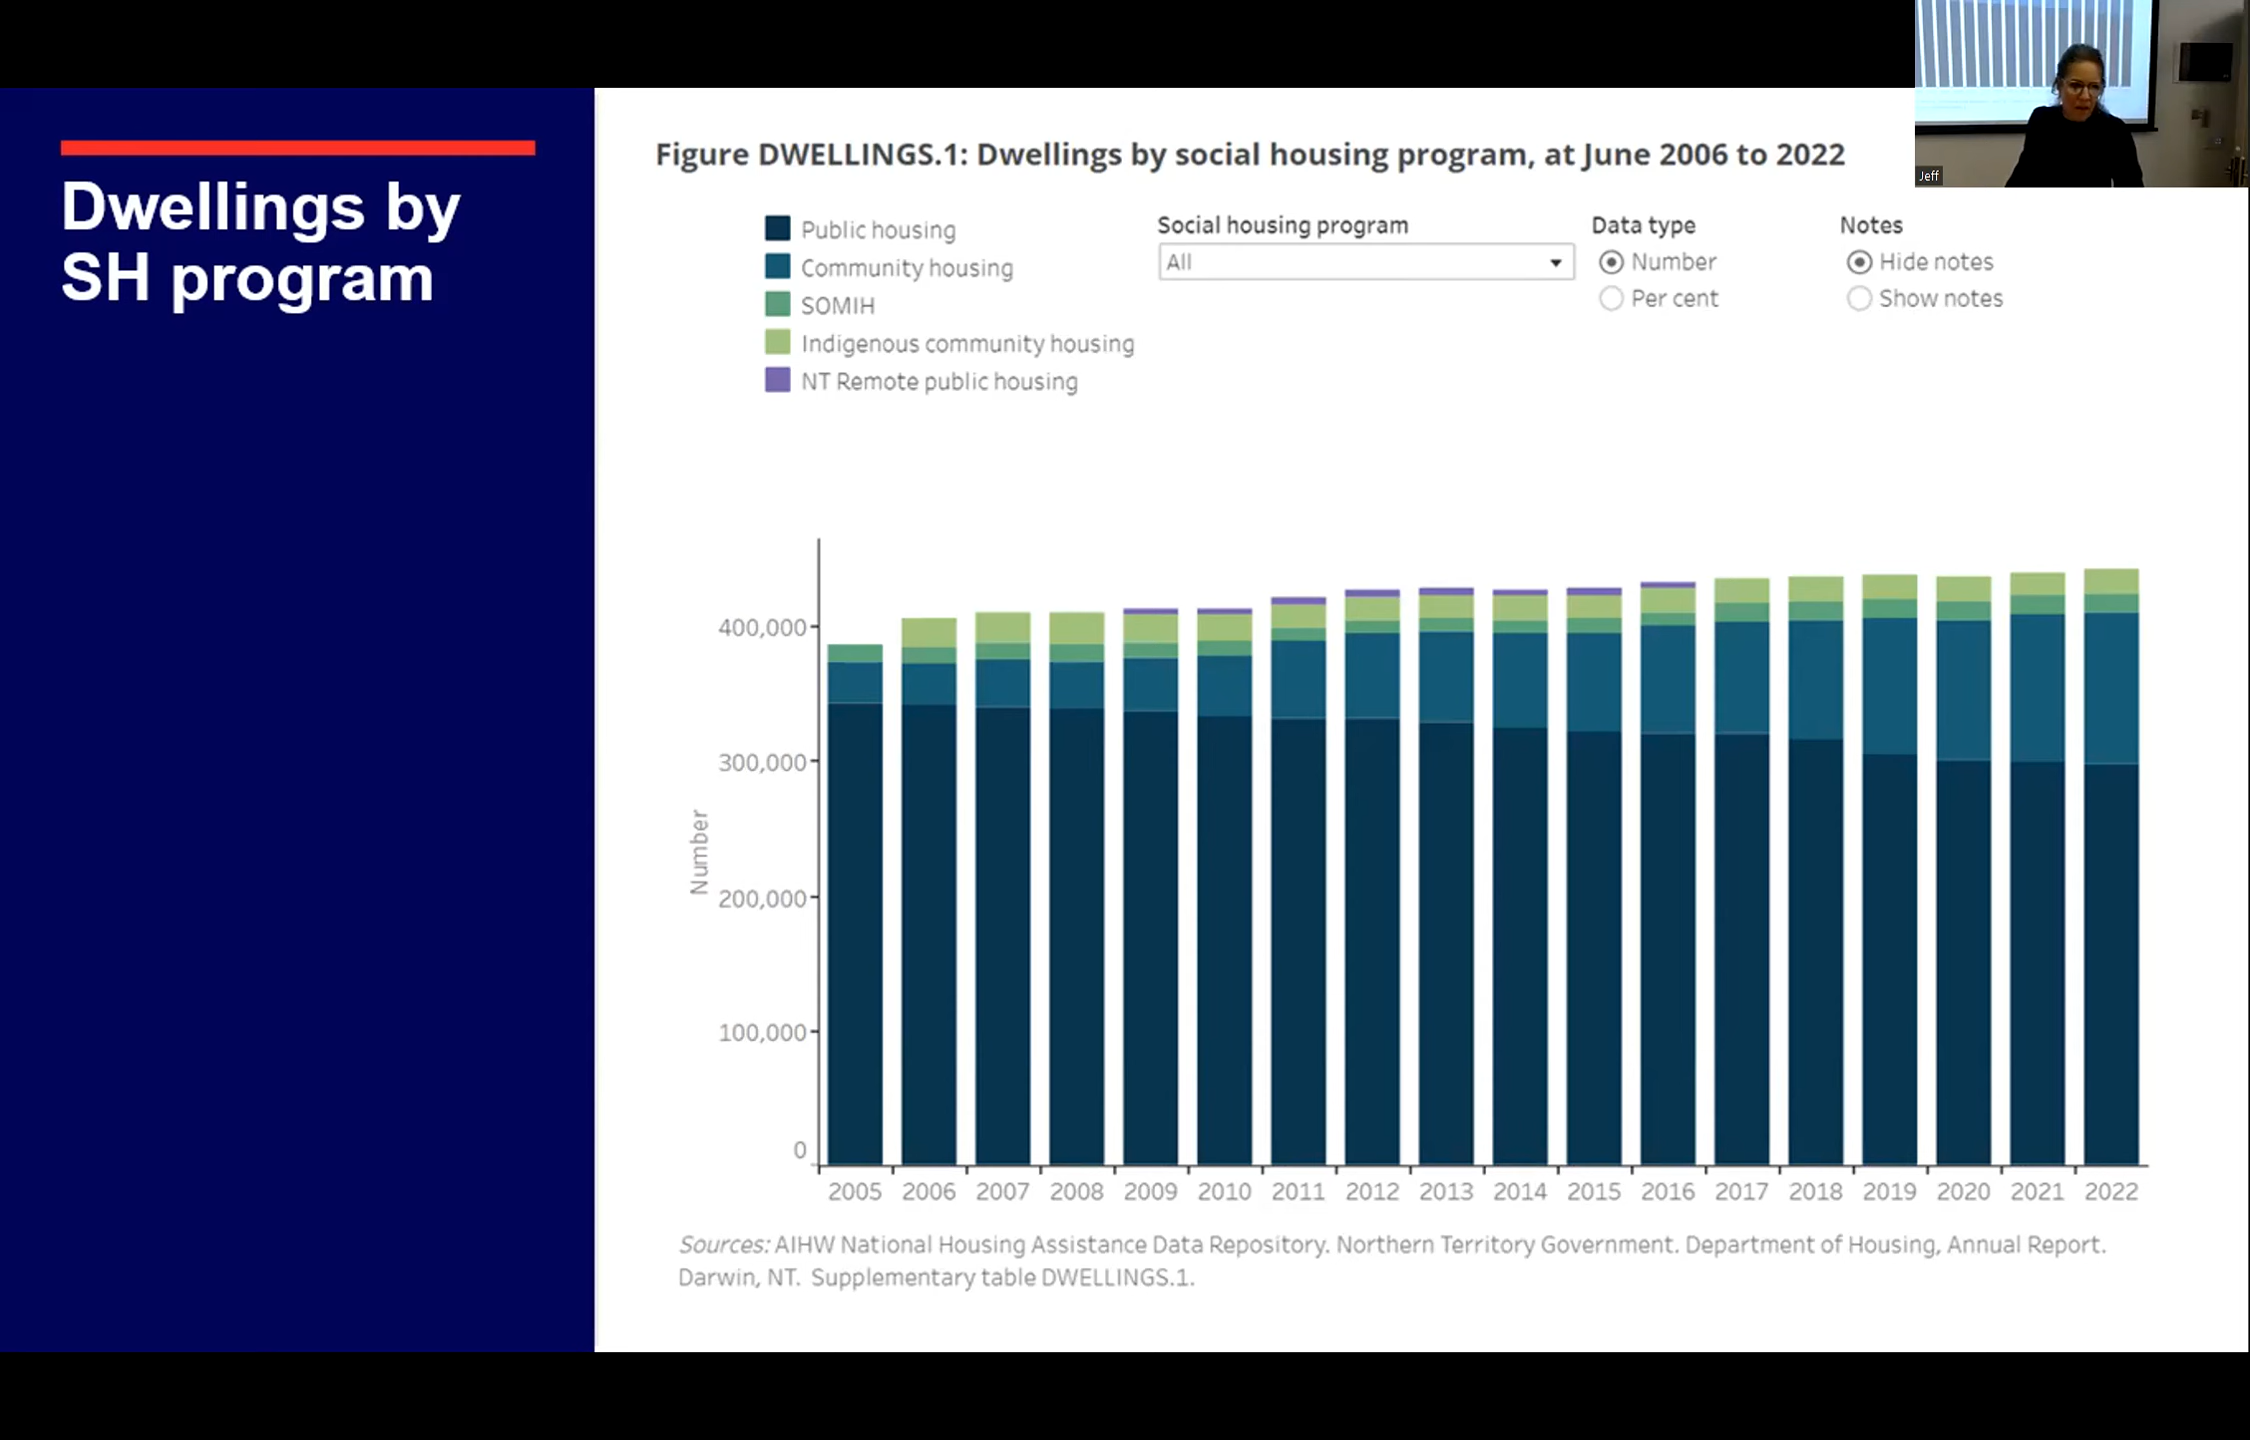 Dwellings by
SH program
Jeff
Figure DWELLINGS.1: Dwellings by social housing program, at June 2006 to 2022
Public housing
Community housing
SOMIH
Indigenous community housing
NT Remote public housing
Social housing program
All
Data type
Number
Per cent
Notes
Hide notes
Show notes
Number
400,000
300,000
200,000
100,000
0
2005 2006 2007 2008 2009 2010 2011 2012 2013 2014 2015 2016 2017 2018 2019 2020 2021 2022
Sources: AIHW National Housing Assistance Data Repository. Northern Territory Government. Department of Housing, Annual Report.
Darwin, NT. Supplementary table DWELLINGS.1.